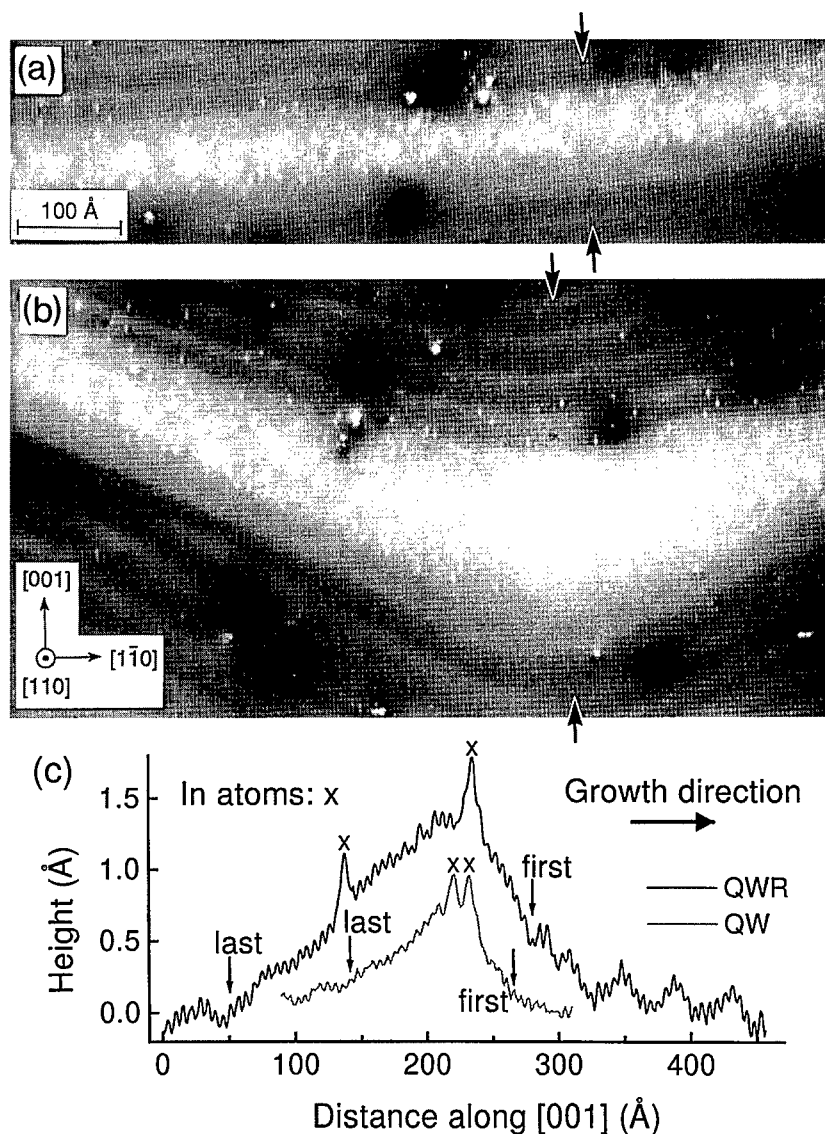 (a)
100 Å
(b)
[001]
[110]
[11̄0]
(c)
In atoms: x
Growth direction
x
x
x x
first
last
last
first
QWR
QW
Height (Å)
1.5
1.0
0.5
0.0
0 100 200 300 400
Distance along [001] (Å)